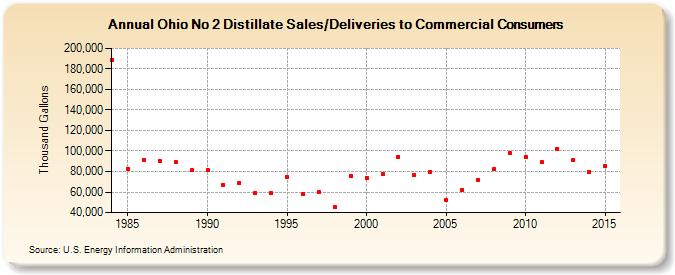 Annual Ohio No 2 Distillate Sales/Deliveries to Commercial Consumers
Thousand Gallons
200,000
180,000
160,000
140,000
120,000
100,000
80,000
60,000
40,000
1985 1990 1995 2000 2005 2010 2015
Source: U.S. Energy Information Administration